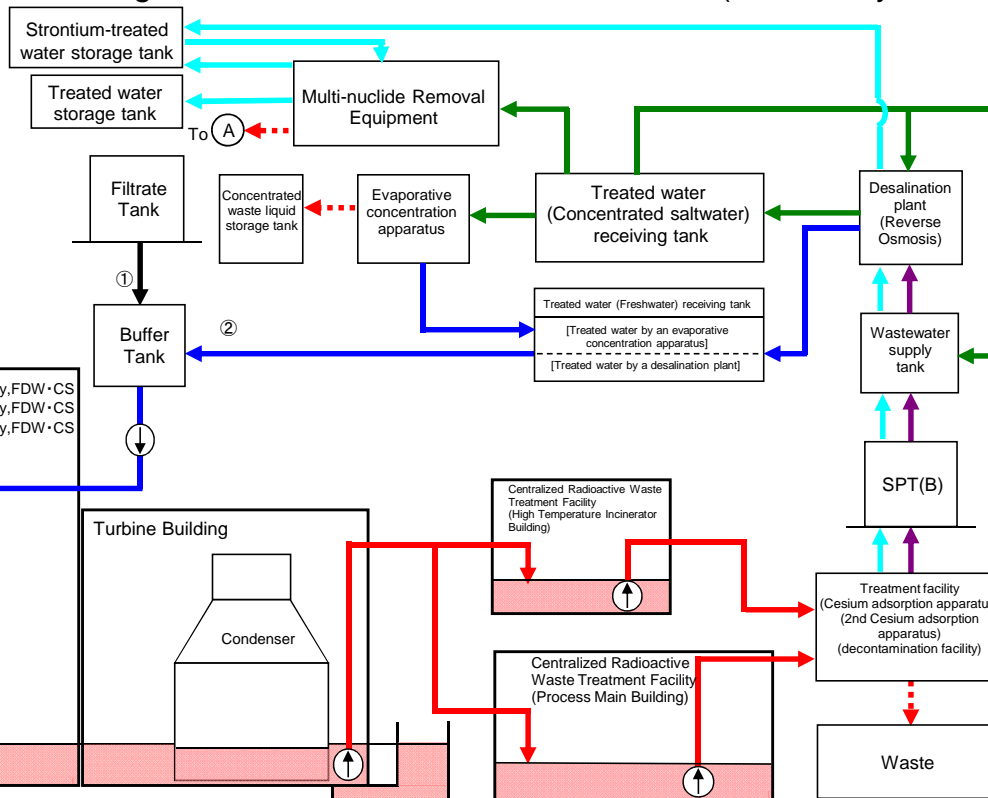 Strontium-treated
water storage tank
Treated water
storage tank
Multi-nuclide Removal
Equipment
To A
Filtrate
Tank
Concentrated
waste liquid
storage tank
Evaporative
concentration
apparatus
Treated water
(Concentrated saltwater)
receiving tank
Desalination
plant
(Reverse
Osmosis)
①
②
Buffer
Tank
Treated water (Freshwater) receiving tank
[Treated water by an evaporative
concentration apparatus]
[Treated water by a desalination plant]
Wastewater
supply
tank
y,FDW・CS
y,FDW・CS
y,FDW・CS
SPT(B)
Turbine Building
Condenser
Centralized Radioactive Waste
Treatment Facility
(High Temperature Incinerator
Building)
Centralized Radioactive
Waste Treatment Facility
(Process Main Building)
Treatment facility
(Cesium adsorption apparatu
(2nd Cesium adsorption
apparatus)
(decontamination facility)
Waste